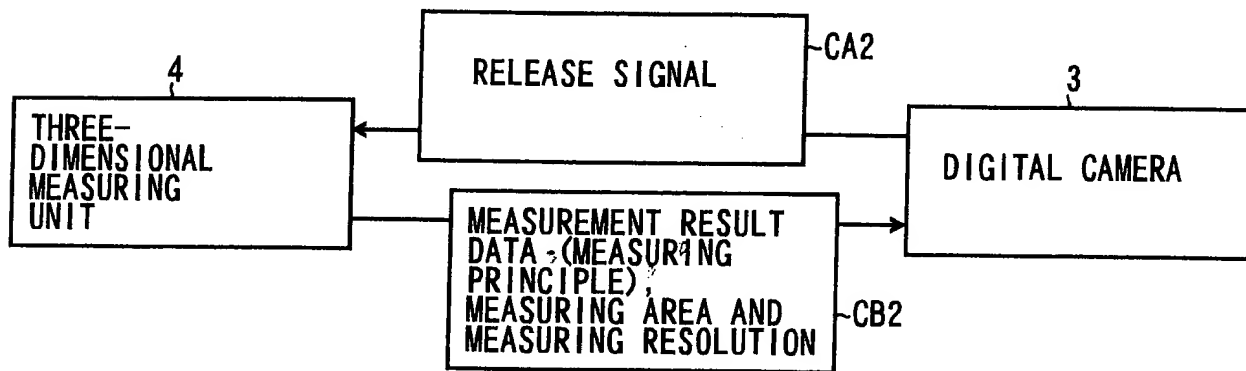 CA2
RELEASE SIGNAL
4
3
THREE-
DIMENSIONAL
MEASURING
UNIT
DIGITAL CAMERA
MEASUREMENT RESULT
DATA (MEASURING
PRINCIPLE),
MEASURING AREA AND
MEASURING RESOLUTION
CB2